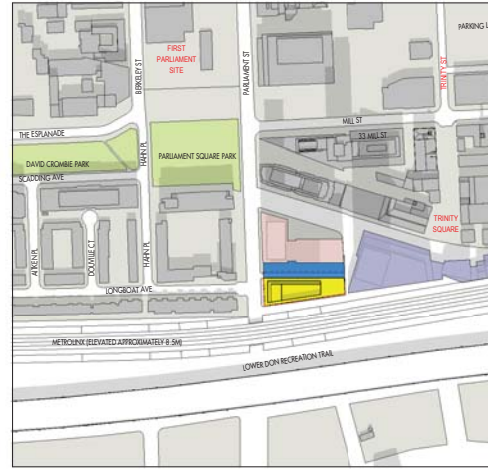 FIRST
PARLIAMENT
SITE
BERKELEY ST
PARLIAMENT ST
PARKING L
TRINITY ST
MILL ST
33 MILL ST
THE ESPLANADE
DAVID CROMBIE PARK
HAHN PL
PARLIAMENT SQUARE PARK
SCADDING AVE
TRINITY
SQUARE
AITKEN PL
DOUVILLE CT
HAHN PL
LONGBOAT AVE
METROLINX (ELEVATED APPROXIMATELY 8.5M)
LOWER DON RECREATION TRAIL